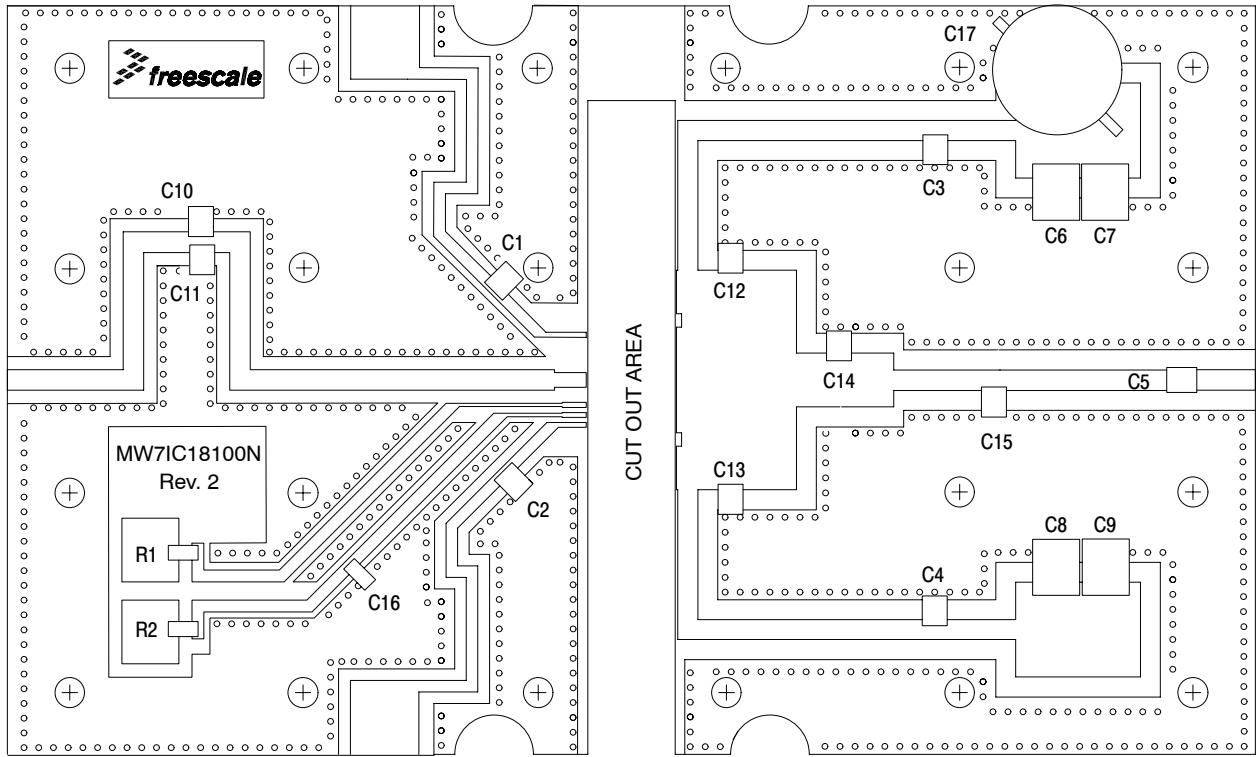 freescale
C17
C10
C11
C1
C3
C6
C7
C12
C14
C5
C15
CUT OUT AREA
MW7IC18100N
Rev. 2
C13
C2
R1
R2
C16
C8
C9
C4